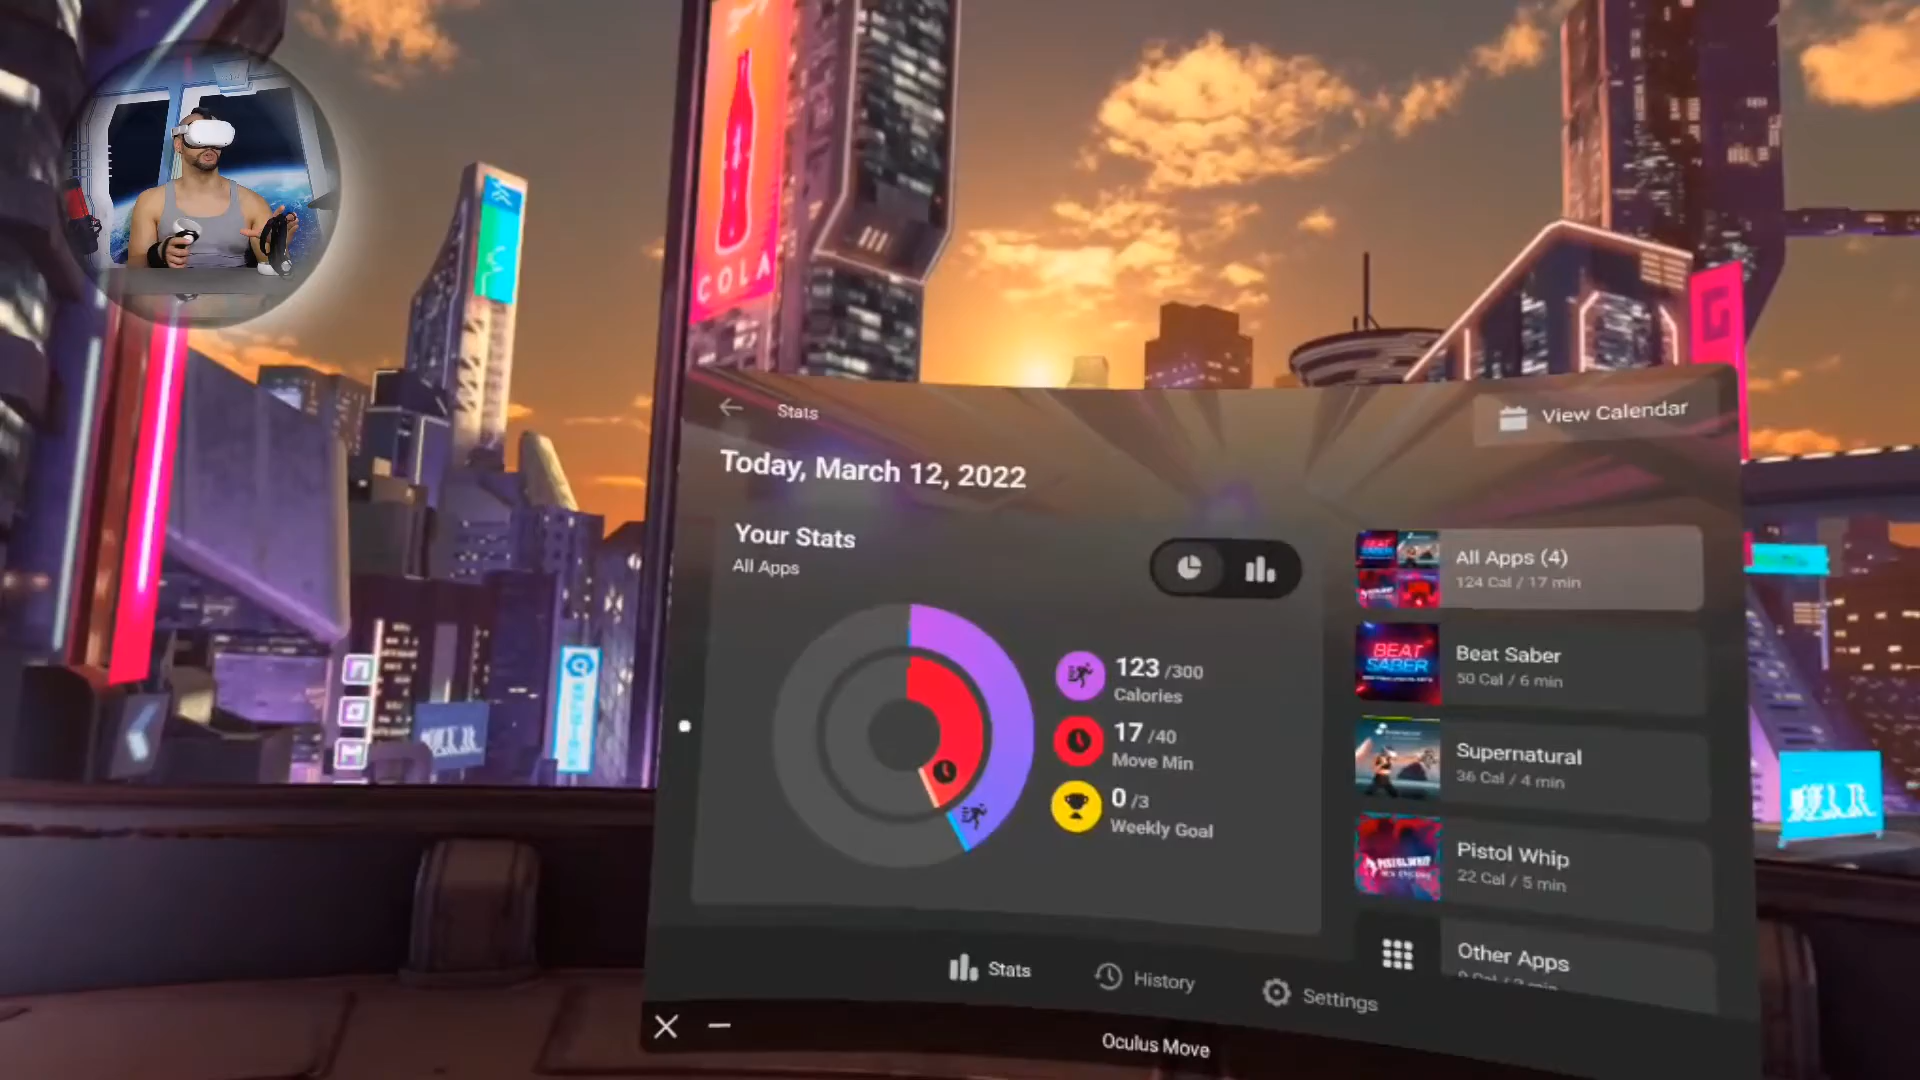 COLA
Stats
View Calendar
Today, March 12, 2022
Your Stats
All Apps
123 /300
Calories
17 /40
Move Min
0 /3
Weekly Goal
All Apps (4)
124 Cal / 17 min
BEAT SABER
Beat Saber
50 Cal / 6 min
Supernatural
36 Cal / 4 min
PISTOL WHIP
Pistol Whip
22 Cal / 5 min
Other Apps
Stats
History
Settings
Oculus Move